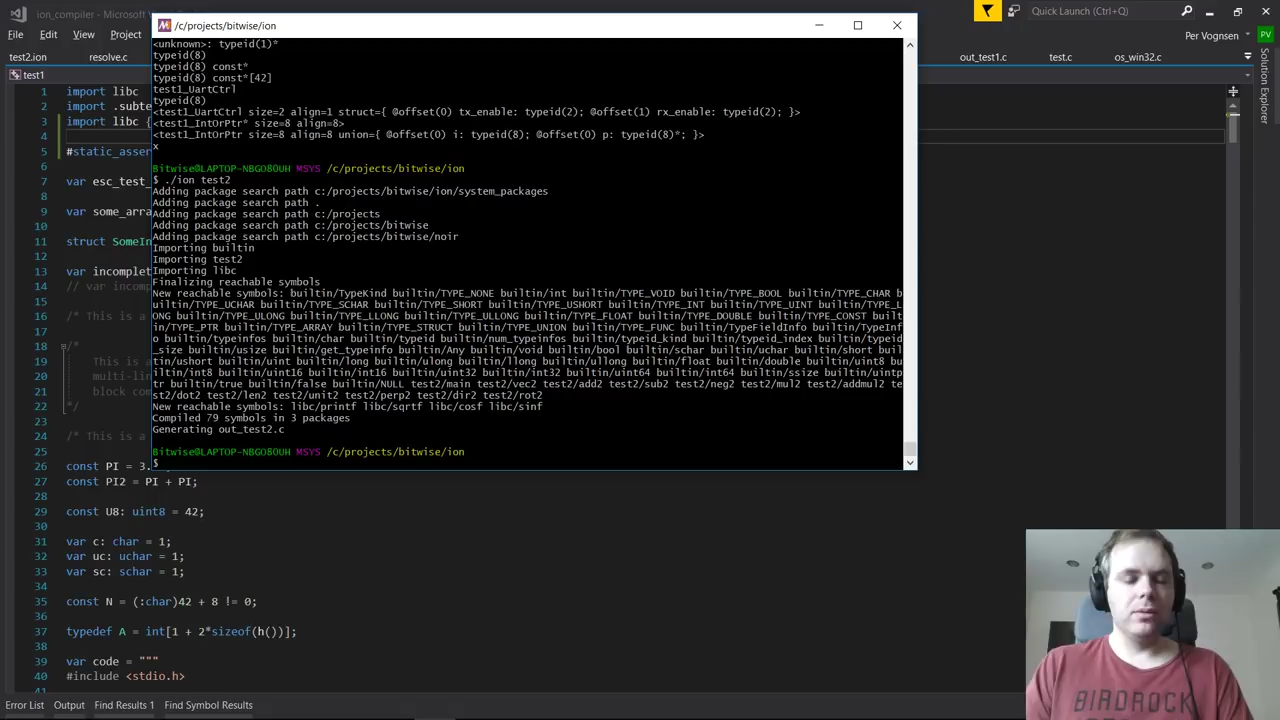 ion_compiler
Quick Launch (Ctrl+Q)
File Edit View Project
Per Vognsen PV
test2.ion resolve.c out_test1.c test.c os_win32.c
test1
Solution Explorer
/c/projects/bitwise/ion
<unknown>: typeid(1)*
typeid(8)
typeid(8) const*
typeid(8) const*[42]
test1_UartCtrl
typeid(8)
<test1_UartCtrl size=2 align=1 struct={ @offset(0) tx_enable: typeid(2); @offset(1) rx_enable: typeid(2); }>
<test1_IntOrPtr* size=8 align=8>
<test1_IntOrPtr size=8 align=8 union={ @offset(0) i: typeid(8); @offset(0) p: typeid(8)*; }>
x
Bitwise@LAPTOP-NBGO8OUH MSYS /c/projects/bitwise/ion
$ ./ion test2
Adding package search path c:/projects/bitwise/ion/system_packages
Adding package search path .
Adding package search path c:/projects
Adding package search path c:/projects/bitwise
Adding package search path c:/projects/bitwise/noir
Importing builtin
Importing test2
Importing libc
Finalizing reachable symbols
New reachable symbols: builtin/TypeKind builtin/TYPE_NONE builtin/int builtin/TYPE_VOID builtin/TYPE_BOOL builtin/TYPE_CHAR b
uiltin/TYPE_UCHAR builtin/TYPE_SCHAR builtin/TYPE_SHORT builtin/TYPE_USHORT builtin/TYPE_INT builtin/TYPE_UINT builtin/TYPE_L
ONG builtin/TYPE_ULONG builtin/TYPE_LLONG builtin/TYPE_ULLONG builtin/TYPE_FLOAT builtin/TYPE_DOUBLE builtin/TYPE_CONST built
in/TYPE_PTR builtin/TYPE_ARRAY builtin/TYPE_STRUCT builtin/TYPE_UNION builtin/TYPE_FUNC builtin/TypeFieldInfo builtin/TypeInf
o builtin/typeinfos builtin/char builtin/typeid builtin/num_typeinfos builtin/typeid_kind builtin/typeid_index builtin/typeid
_size builtin/usize builtin/get_typeinfo builtin/Any builtin/void builtin/bool builtin/schar builtin/uchar builtin/short buil
tin/ushort builtin/uint builtin/long builtin/ulong builtin/llong builtin/ullong builtin/float builtin/double builtin/uint8 bu
iltin/int8 builtin/uint16 builtin/int16 builtin/uint32 builtin/int32 builtin/uint64 builtin/int64 builtin/ssize builtin/uintp
tr builtin/true builtin/false builtin/NULL test2/main test2/vec2 test2/add2 test2/sub2 test2/neg2 test2/mul2 test2/addmul2 te
st2/dot2 test2/len2 test2/unit2 test2/perp2 test2/dir2 test2/rot2
New reachable symbols: libc/printf libc/sqrtf libc/cosf libc/sinf
Compiled 79 symbols in 3 packages
Generating out_test2.c
Bitwise@LAPTOP-NBGO8OUH MSYS /c/projects/bitwise/ion
$
1 import libc
2 import .subte
3 import libc {
4
5 #static_asser
6
7 var esc_test_
8
9 var some_arra
10
11 struct SomeIn
12
13 var incomplet
14 // var incomp
15
16 /* This is a
17
18 /*
19 This is a
20 multi-lin
21 block com
22 */
23
24 /* This is a
25
26 const PI = 3.
27 const PI2 = PI + PI;
28
29 const U8: uint8 = 42;
30
31 var c: char = 1;
32 var uc: uchar = 1;
33 var sc: schar = 1;
34
35 const N = (:char)42 + 8 != 0;
36
37 typedef A = int[1 + 2*sizeof(h())];
38
39 var code = """
40 #include <stdio.h>
41
Error List Output Find Results 1 Find Symbol Results
BIRDROCK